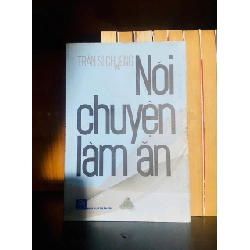 TRẦN SĨ CHƯƠNG
Nói
chuyện
làm ăn